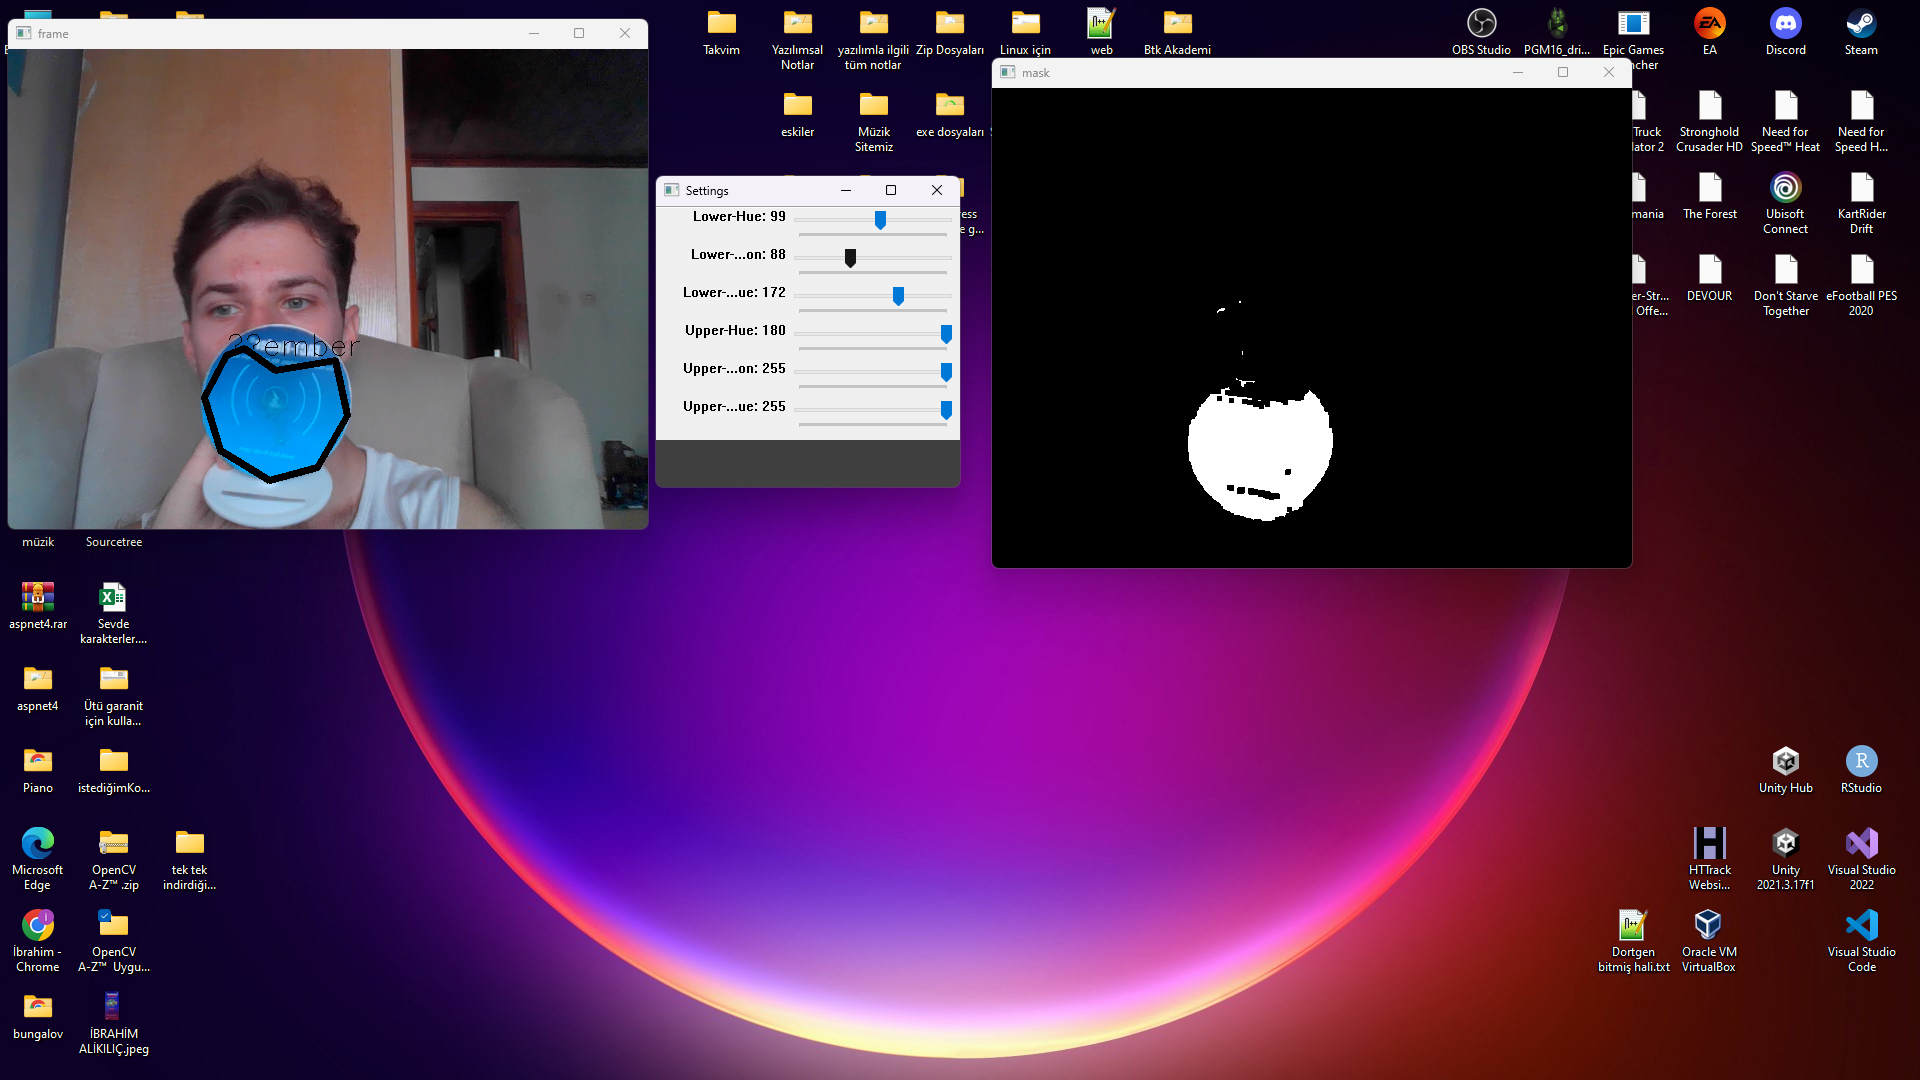 frame
??ember
Takvim
Yazılımsal
Notlar
yazılımla ilgili
tüm notlar
Zip Dosyaları
Linux için
web
Btk Akademi
eskiler
Müzik
Sitemiz
exe dosyaları
ress
e g...
Settings
Lower-Hue: 99
Lower-...on: 88
Lower-...ue: 172
Upper-Hue: 180
Upper-...on: 255
Upper-...ue: 255
mask
OBS Studio
PGM16_dri...
Epic Games
ncher
EA
Discord
Steam
Truck
lator 2
Stronghold
Crusader HD
Need for
Speed™ Heat
Need for
Speed H...
mania
The Forest
Ubisoft
Connect
KartRider
Drift
er-Str...
Offe...
DEVOUR
Don't Starve
Together
eFootball PES
2020
müzik
Sourcetree
aspnet4.rar
Sevde
karakterler....
aspnet4
Ütü garanit
için kulla...
Piano
istediğimKo...
Microsoft
Edge
OpenCV
A-Z™ .zip
tek tek
indirdiği...
İbrahim -
Chrome
OpenCV
A-Z™ Uygu...
bungalov
İBRAHİM
ALİKILIÇ.jpeg
Unity Hub
R
RStudio
HTTrack
Websi...
Unity
2021.3.17f1
Visual Studio
2022
Dortgen
bitmiş hali.txt
Oracle VM
VirtualBox
Visual Studio
Code